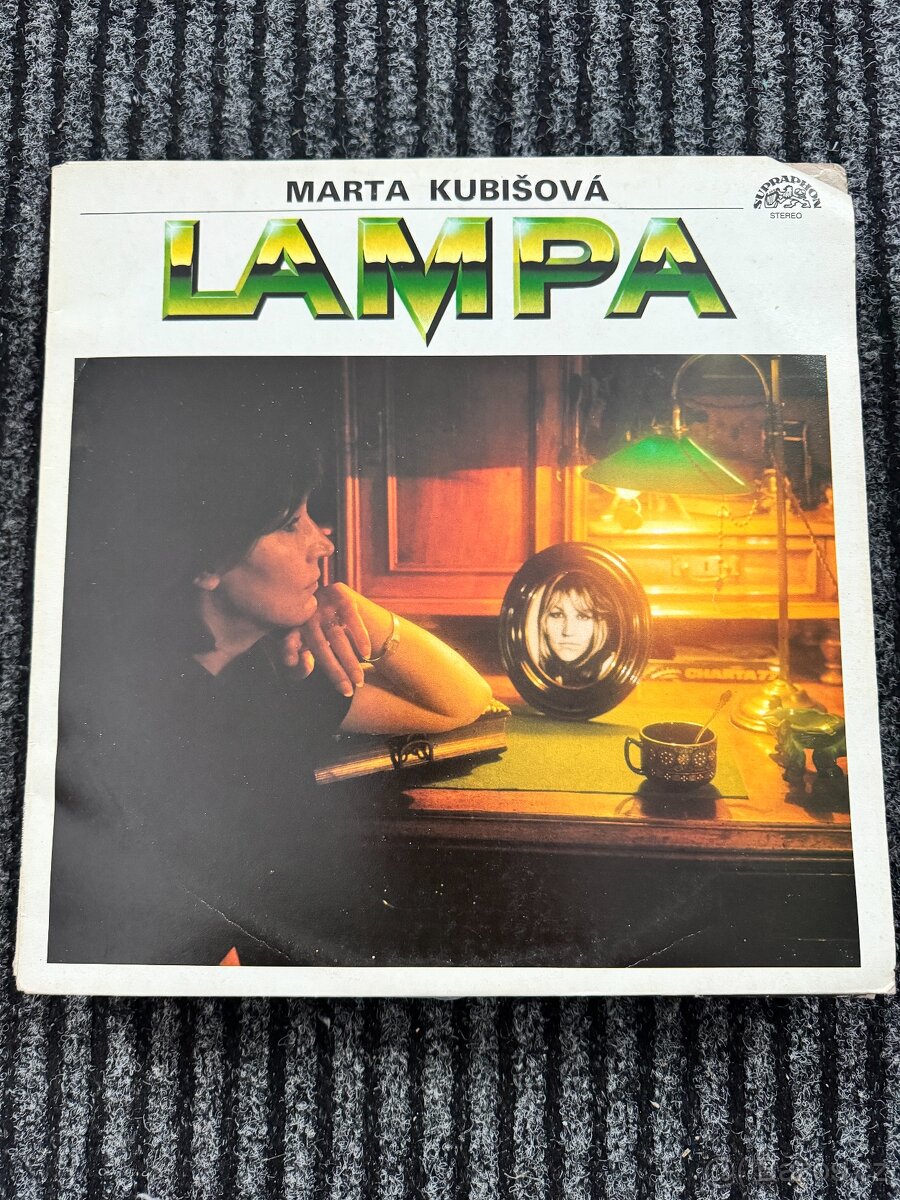 MARTA KUBIŠOVÁ
SUPRAPHON
STEREO
LAMPA
CHARTA 77